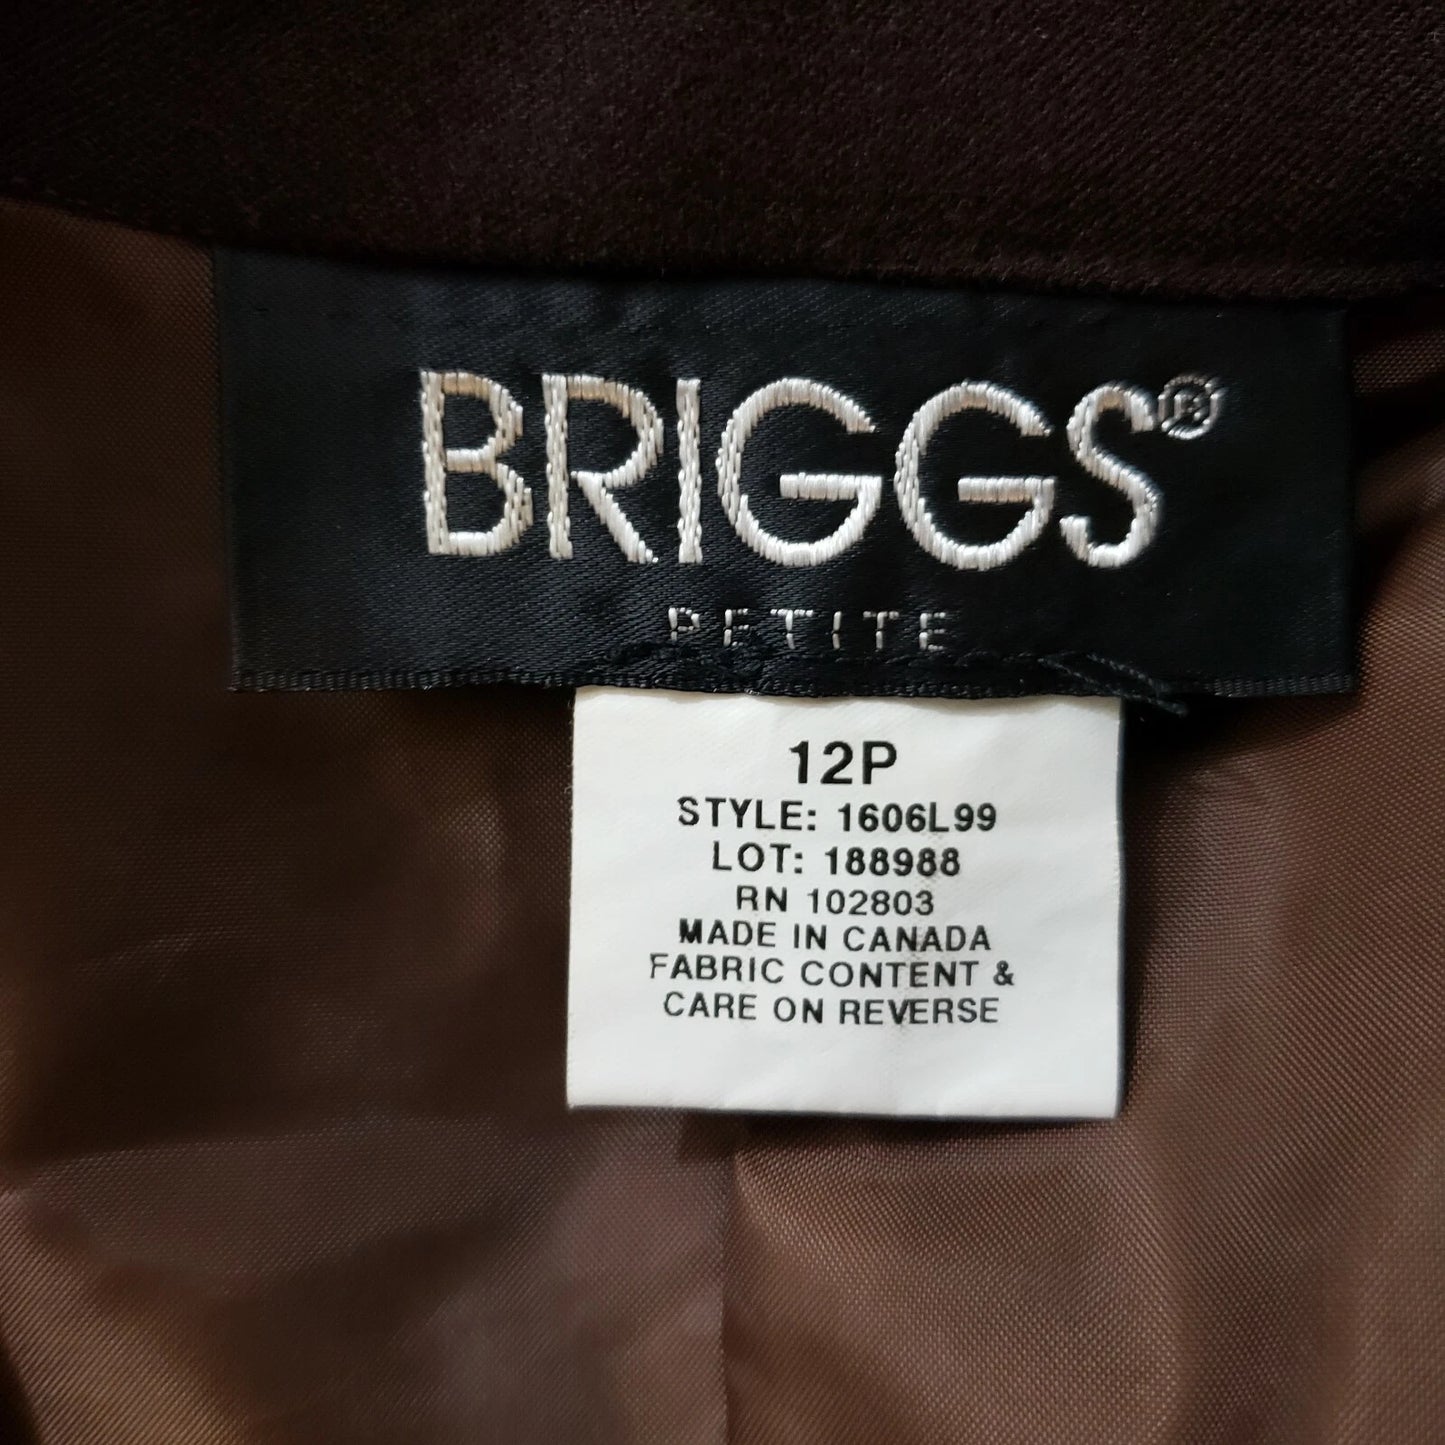 BRIGGS®
PETITE
12P
STYLE: 1606L99
LOT: 188988
RN 102803
MADE IN CANADA
FABRIC CONTENT &
CARE ON REVERSE